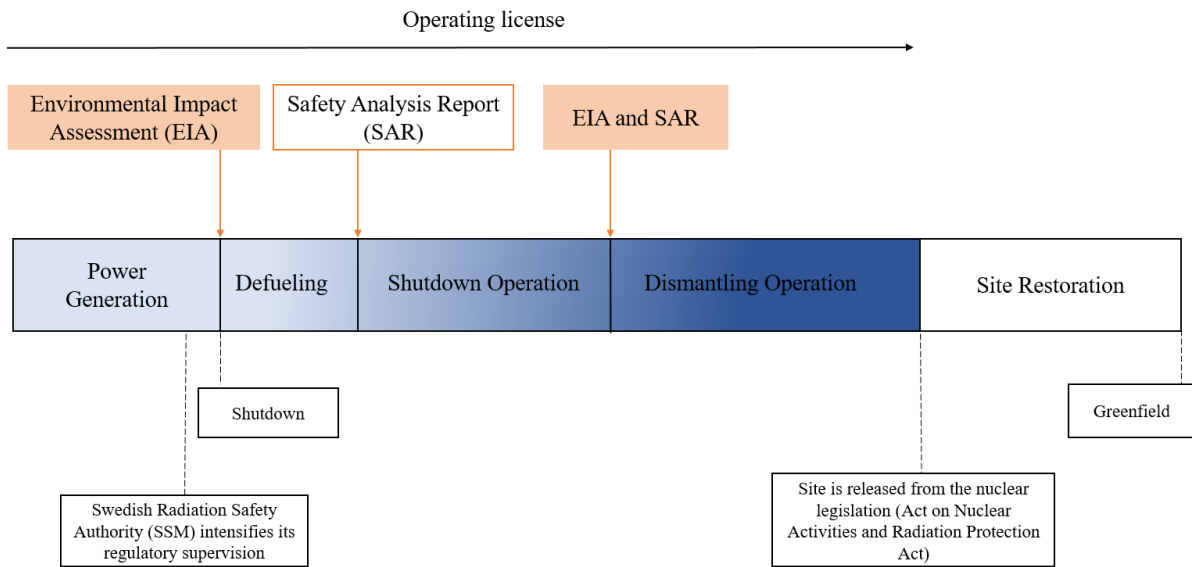 Operating license
Environmental Impact
Assessment (EIA)
Safety Analysis Report
(SAR)
EIA and SAR
Power
Generation
Defueling
Shutdown Operation
Dismantling Operation
Site Restoration
Shutdown
Greenfield
Swedish Radiation Safety
Authority (SSM) intensifies its
regulatory supervision
Site is released from the nuclear
legislation (Act on Nuclear
Activities and Radiation Protection
Act)